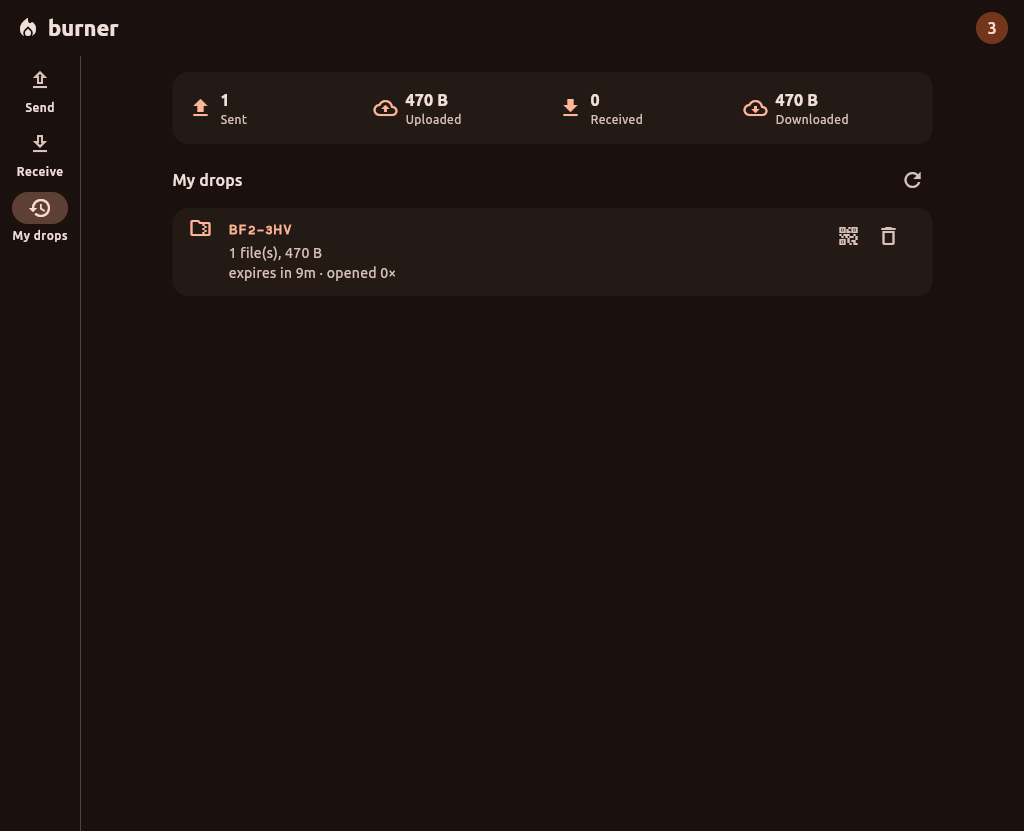 burner
3
Send
Receive
My drops
1
Sent
470 B
Uploaded
0
Received
470 B
Downloaded
My drops
BF2-3HV
1 file(s), 470 B
expires in 9m · opened 0×